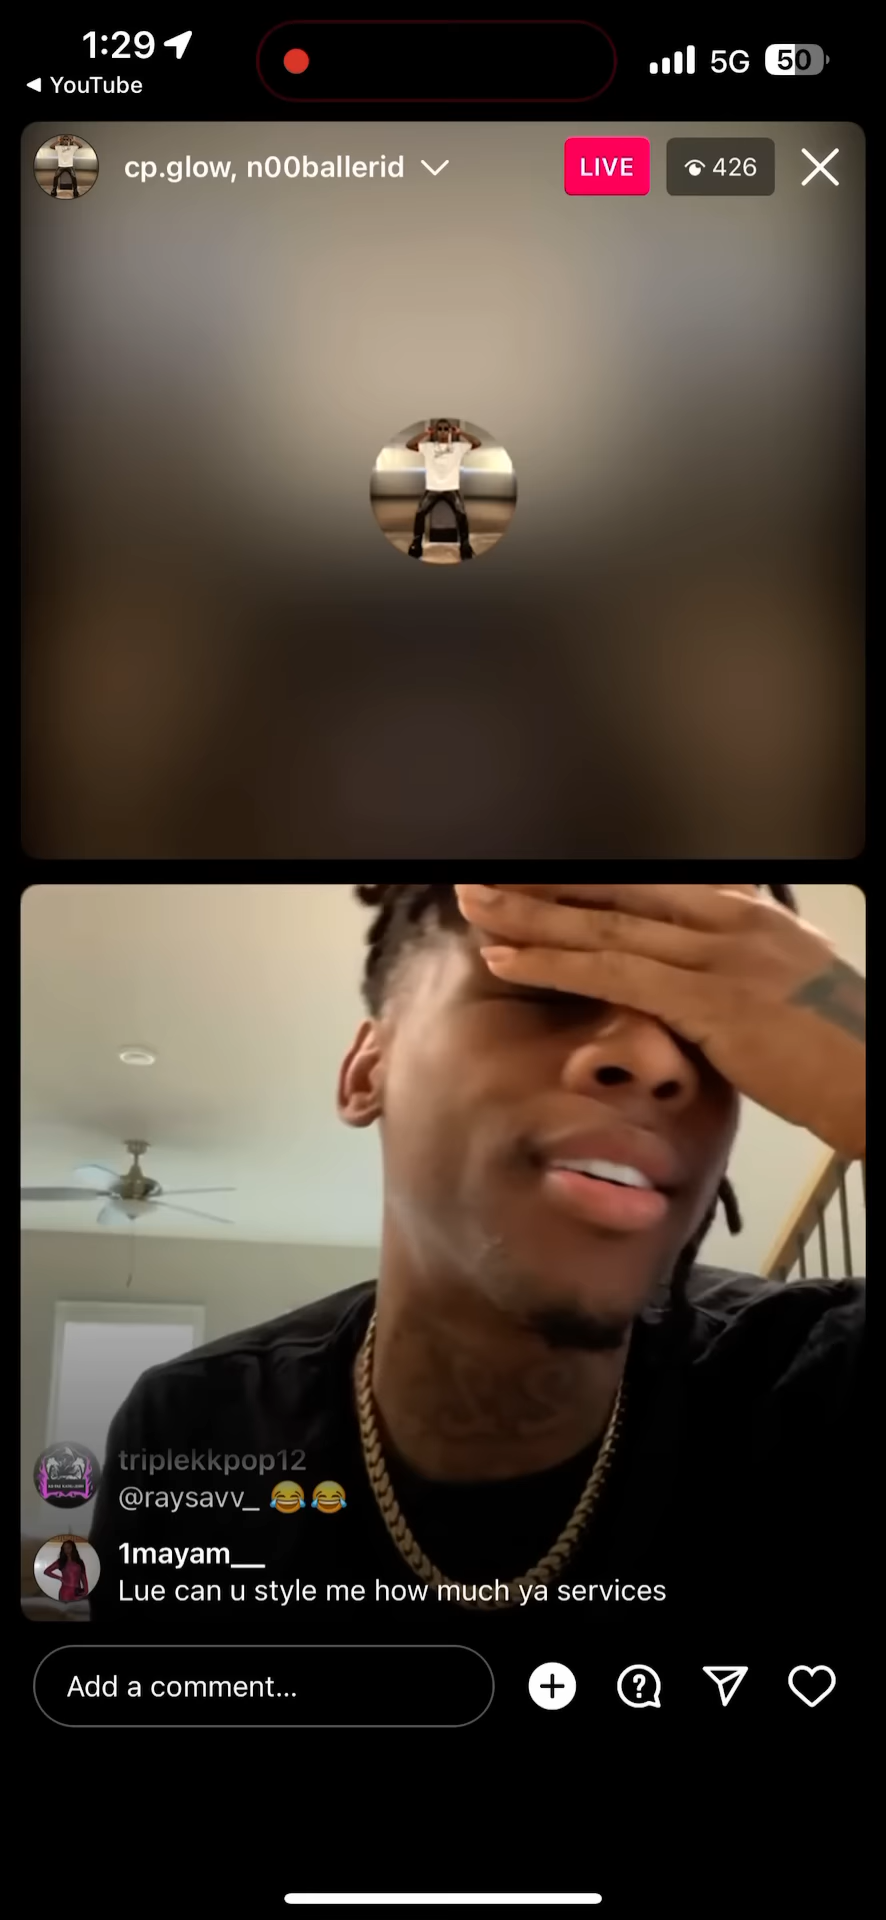 1:29
5G
50
YouTube
cp.glow, n00ballerid
LIVE
426
triplekkpop12
@raysavv_ 😂😂
1mayam__
Lue can u style me how much ya services
Add a comment...